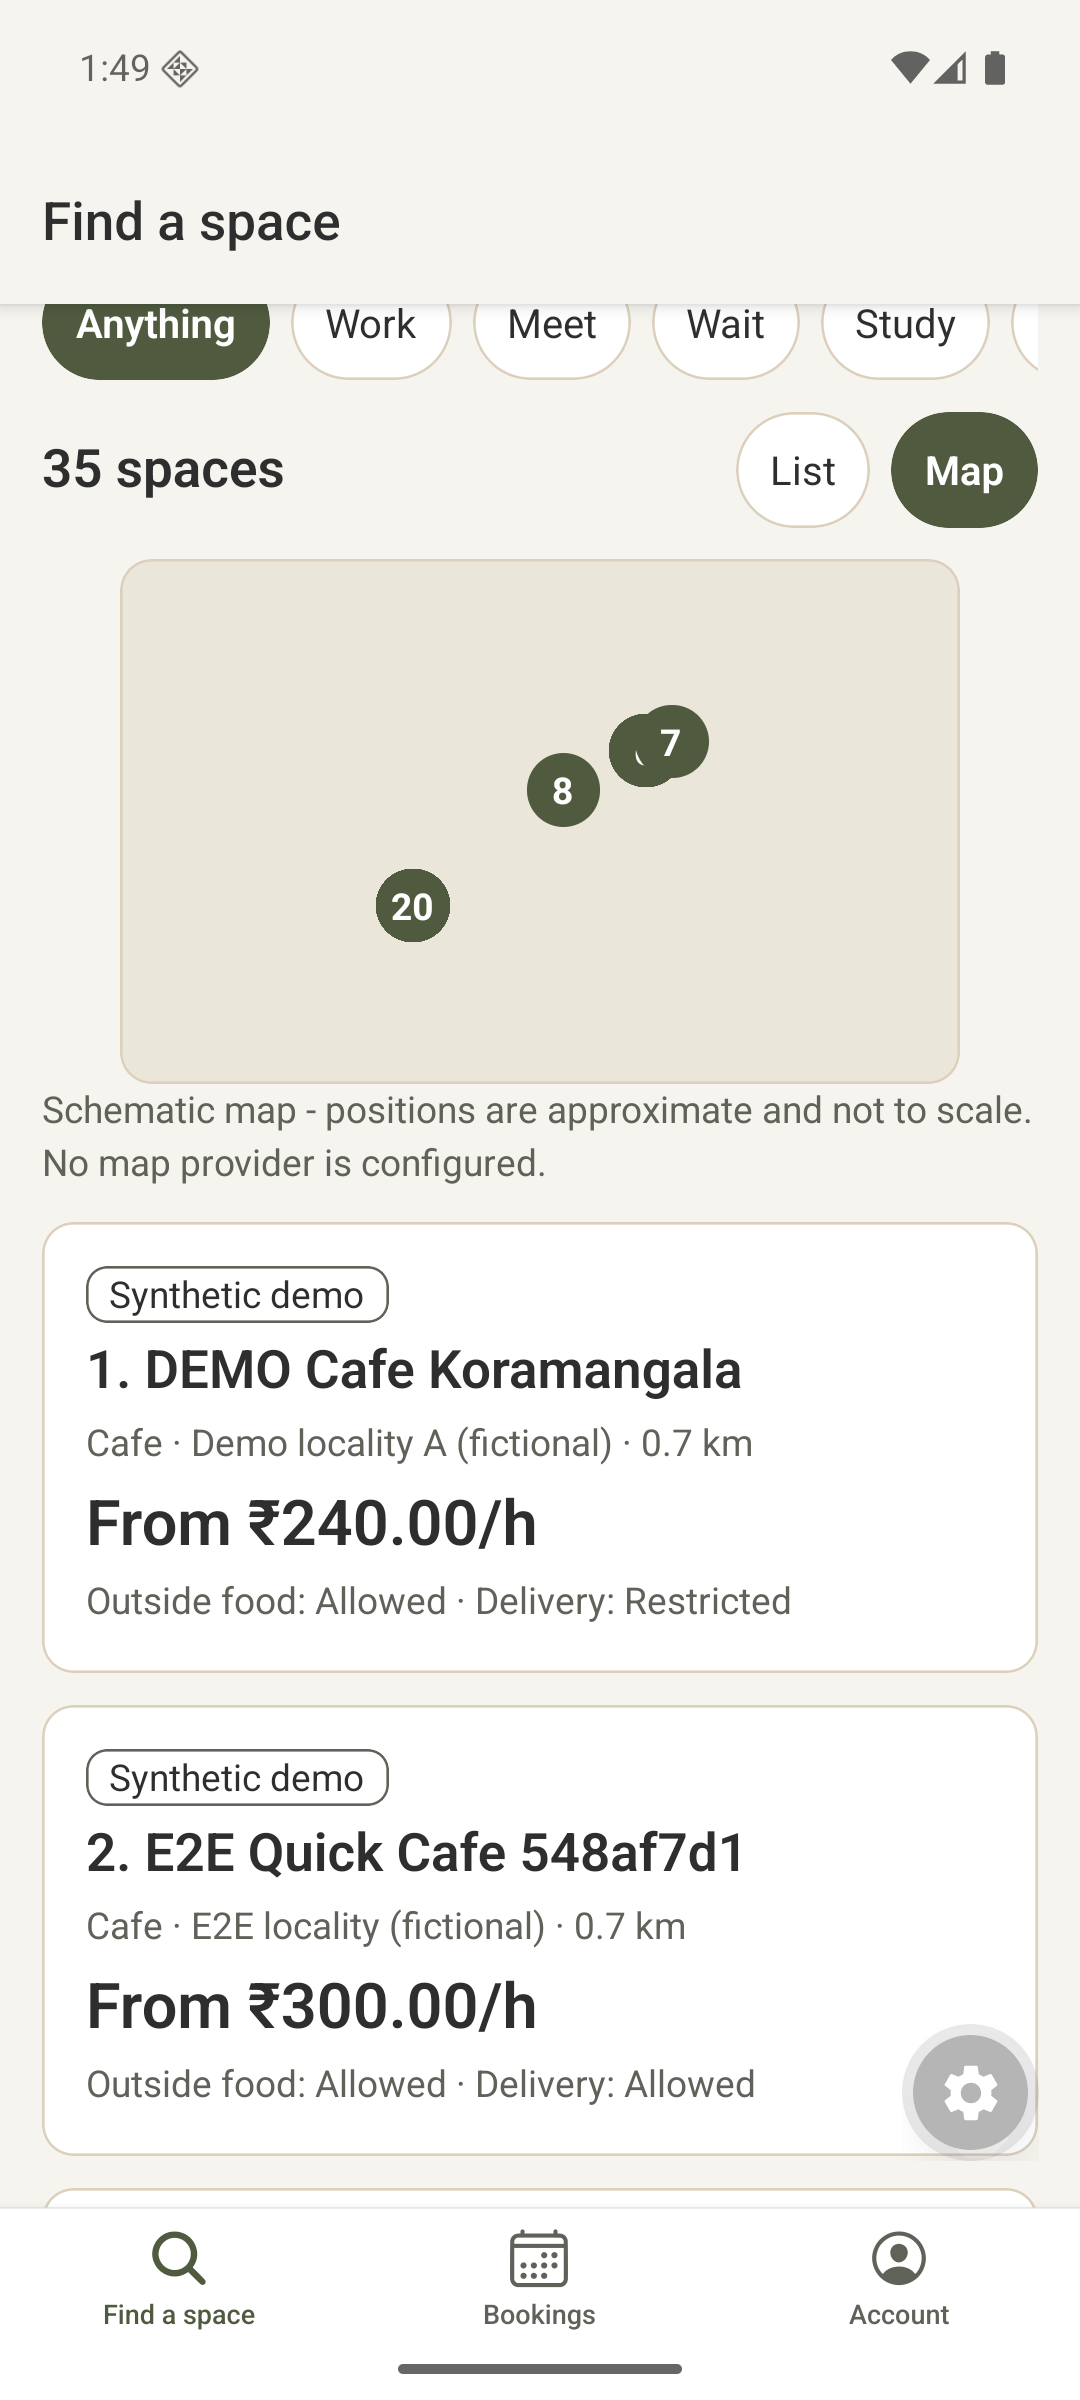 1:49
Find a space
Anything
Work
Meet
Wait
Study
35 spaces
List
Map
7
8
20
Schematic map - positions are approximate and not to scale.
No map provider is configured.
Synthetic demo
1. DEMO Cafe Koramangala
Cafe · Demo locality A (fictional) · 0.7 km
From ₹240.00/h
Outside food: Allowed · Delivery: Restricted
Synthetic demo
2. E2E Quick Cafe 548af7d1
Cafe · E2E locality (fictional) · 0.7 km
From ₹300.00/h
Outside food: Allowed · Delivery: Allowed
Find a space
Bookings
Account